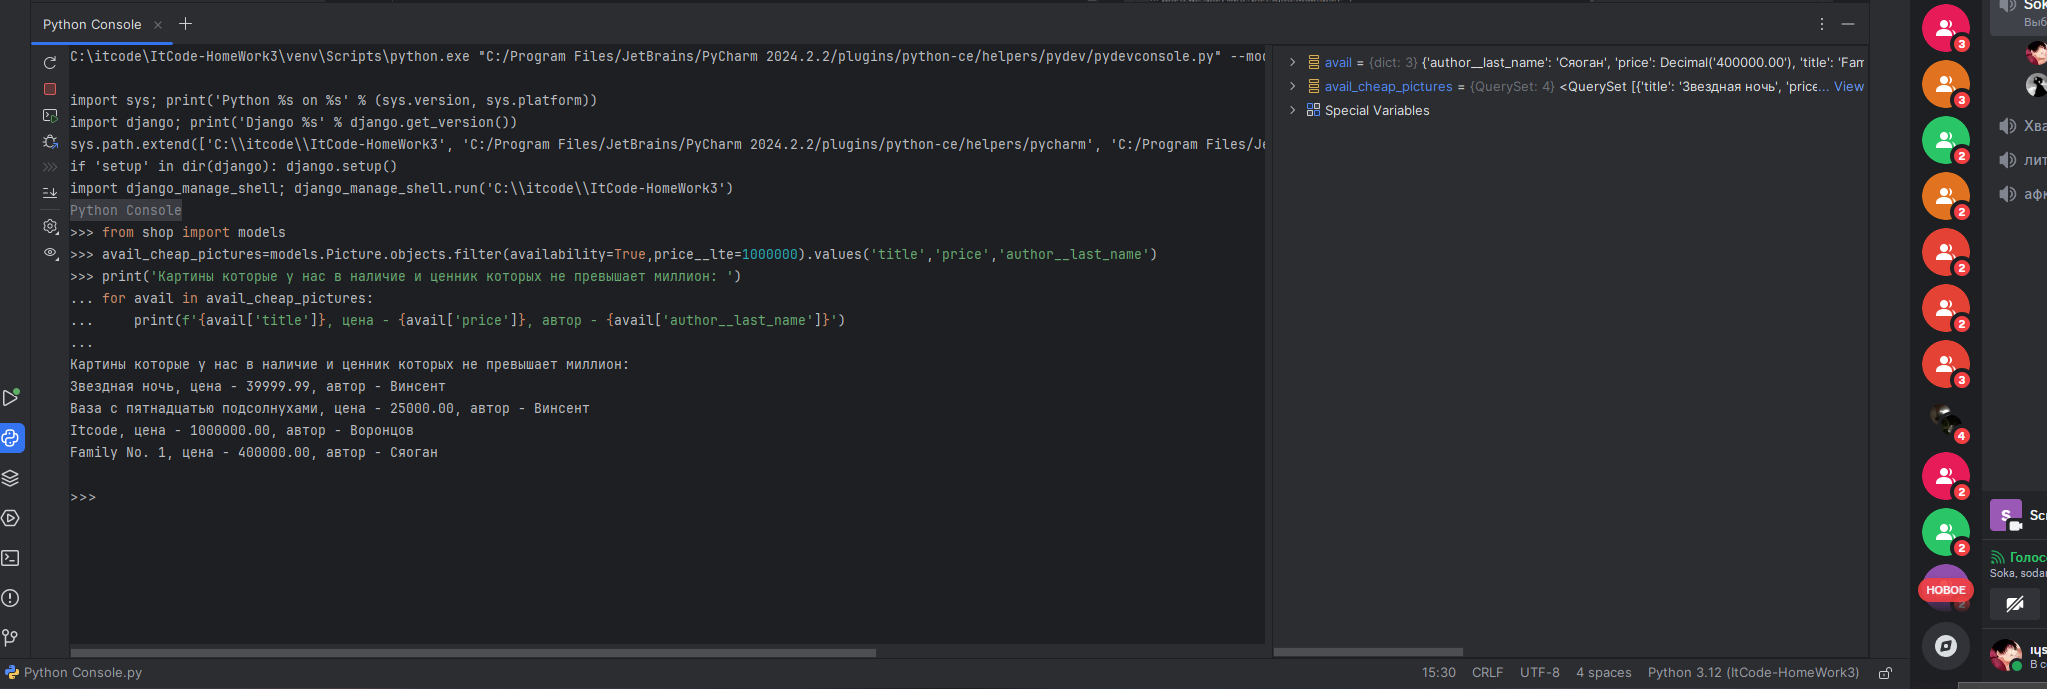 Python Console
C:\itcode\ItCode-HomeWork3\venv\Scripts\python.exe "C:/Program Files/JetBrains/PyCharm 2024.2.2/plugins/python-ce/helpers/pydev/pydevconsole.py" --mod
import sys; print('Python %s on %s' % (sys.version, sys.platform))
import django; print('Django %s' % django.get_version())
sys.path.extend(['C:\\itcode\\ItCode-HomeWork3', 'C:/Program Files/JetBrains/PyCharm 2024.2.2/plugins/python-ce/helpers/pycharm', 'C:/Program Files/Je
if 'setup' in dir(django): django.setup()
import django_manage_shell; django_manage_shell.run('C:\\itcode\\ItCode-HomeWork3')
Python Console
>>> from shop import models
>>> avail_cheap_pictures=models.Picture.objects.filter(availability=True,price__lte=1000000).values('title','price','author__last_name')
>>> print('Картины которые у нас в наличие и ценник которых не превышает миллион: ')
... for avail in avail_cheap_pictures:
...     print(f'{avail['title']}, цена - {avail['price']}, автор - {avail['author__last_name']}')
...
Картины которые у нас в наличие и ценник которых не превышает миллион:
Звездная ночь, цена - 39999.99, автор - Винсент
Ваза с пятнадцатью подсолнухами, цена - 25000.00, автор - Винсент
Itcode, цена - 1000000.00, автор - Воронцов
Family No. 1, цена - 400000.00, автор - Сяоган
>>>
avail = {dict: 3} {'author__last_name': 'Сяоган', 'price': Decimal('400000.00'), 'title': 'Fam
avail_cheap_pictures = {QuerySet: 4} <QuerySet [{'title': 'Звездная ночь', 'price... View
Special Variables
3
3
2
2
2
2
3
4
2
2
НОВОЕ
2
Sok
Выб
Хва
лит
афк
S
Scr
Голосо
Soka, sodar
В се
Python Console.py
15:30 CRLF UTF-8 4 spaces Python 3.12 (ItCode-HomeWork3)